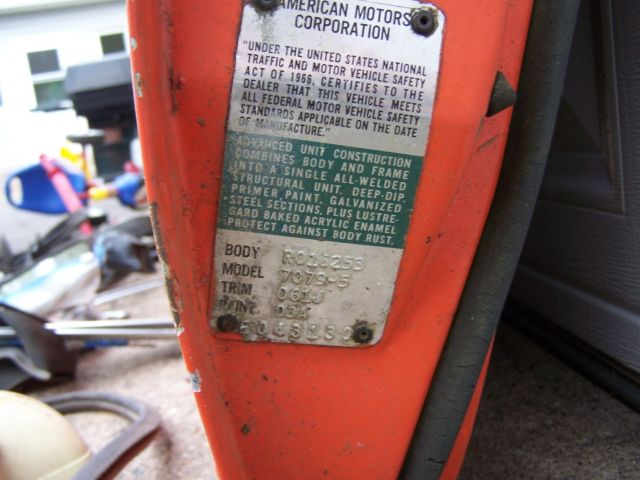 AMERICAN MOTORS
CORPORATION
"UNDER THE UNITED STATES NATIONAL
TRAFFIC AND MOTOR VEHICLE SAFETY
ACT OF 1966, CERTIFIES TO THE
DEALER THAT THIS VEHICLE MEETS
ALL FEDERAL MOTOR VEHICLE SAFETY
STANDARDS APPLICABLE ON THE DATE
OF MANUFACTURE."
ADVANCED UNIT CONSTRUCTION
COMBINES BODY AND FRAME
INTO A SINGLE ALL-WELDED
STRUCTURAL UNIT. DEEP-DIP
PRIMER PAINT, GALVANIZED
STEEL SECTIONS, PLUS LUSTRE-
GARD BAKED ACRYLIC ENAMEL
PROTECT AGAINST BODY RUST.
BODY R016253
MODEL 7079-5
TRIM 061J
PAINT